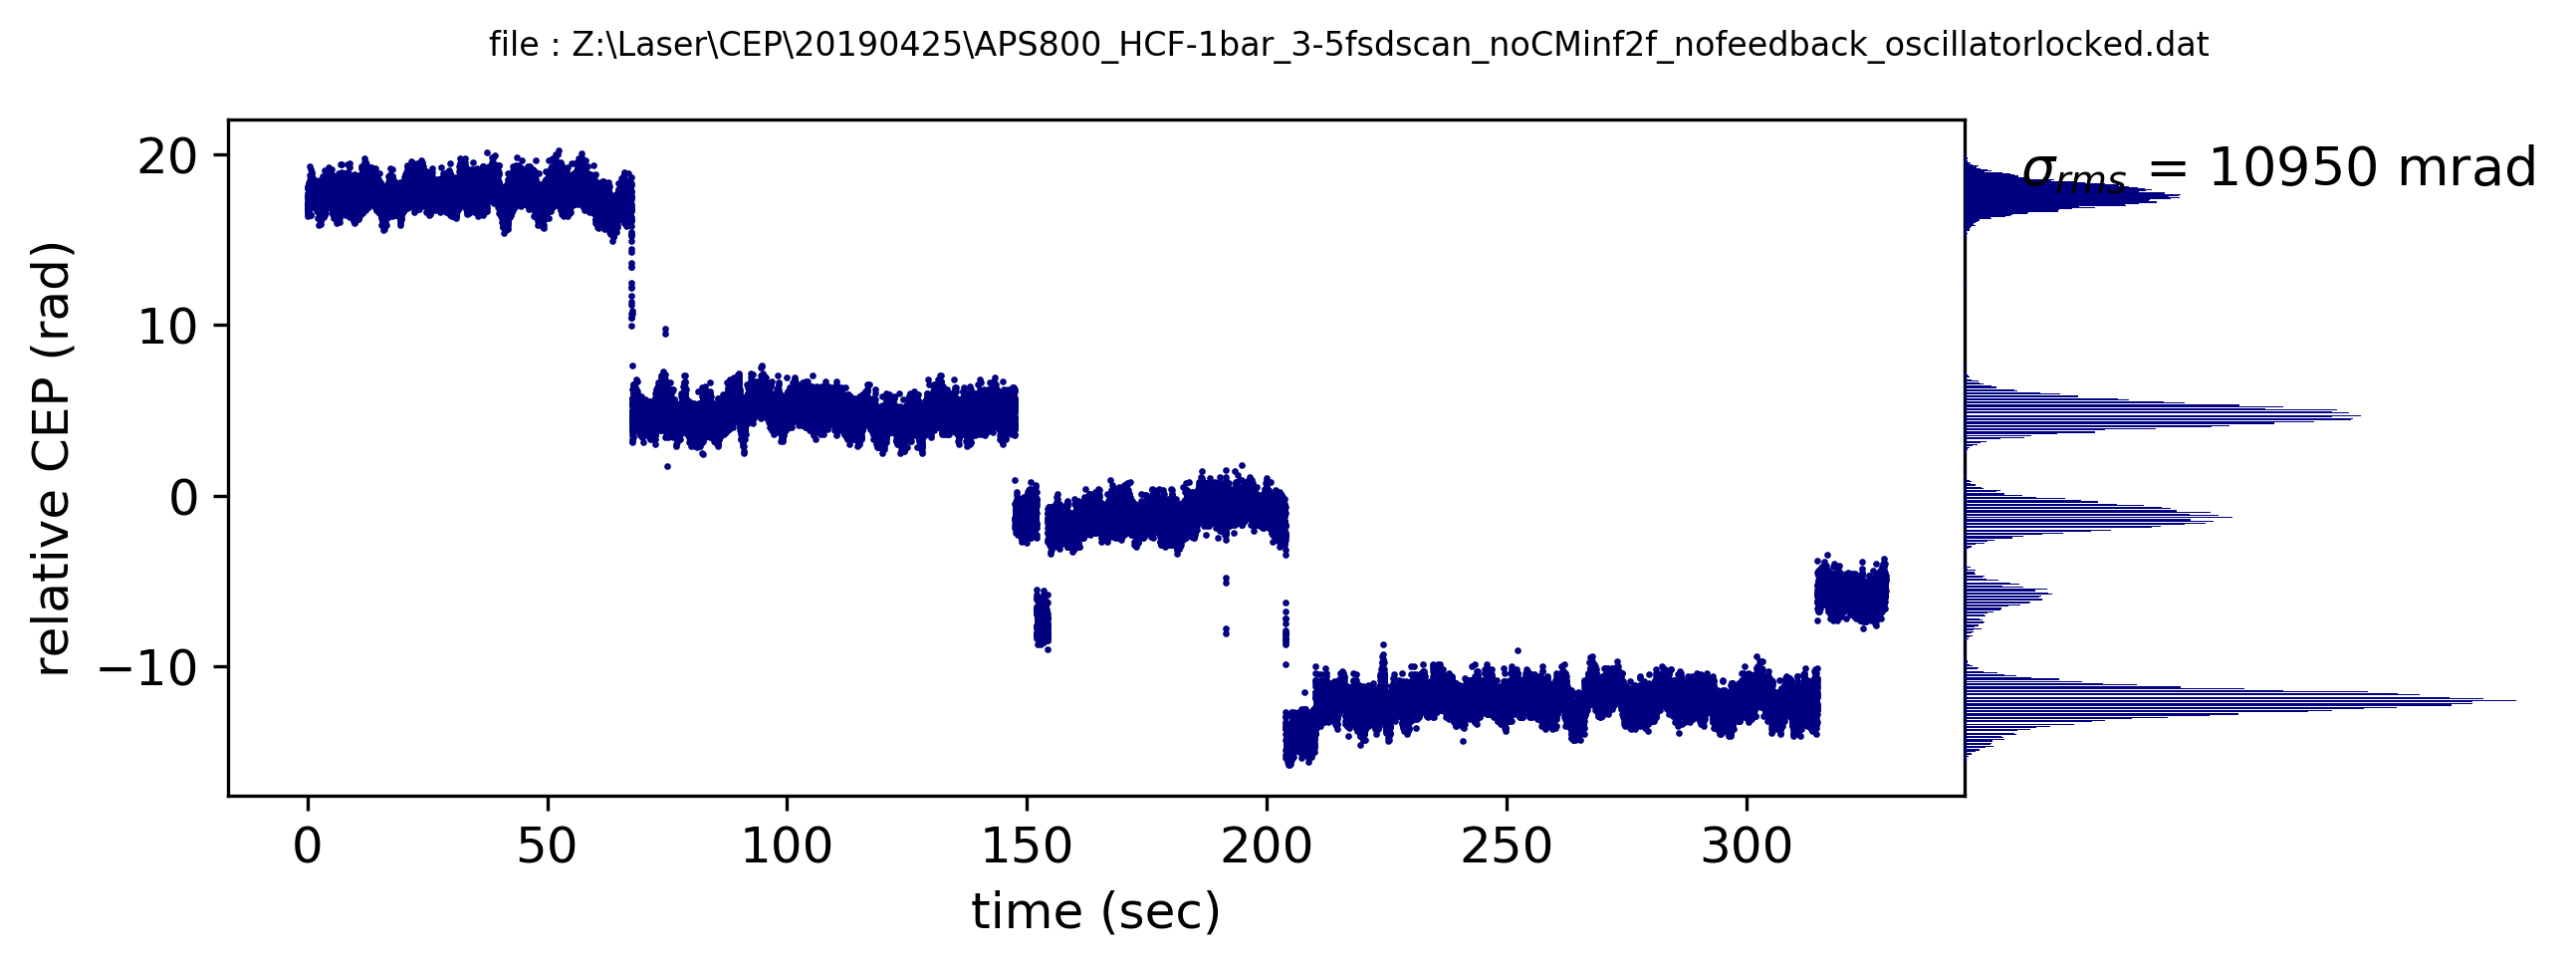 file : Z:\Laser\CEP\20190425\APS800_HCF-1bar_3-5fsdscan_noCMinf2f_nofeedback_oscillatorlocked.dat
σrms = 10950 mrad
relative CEP (rad)
20
10
0
−10
0 50 100 150 200 250 300
time (sec)